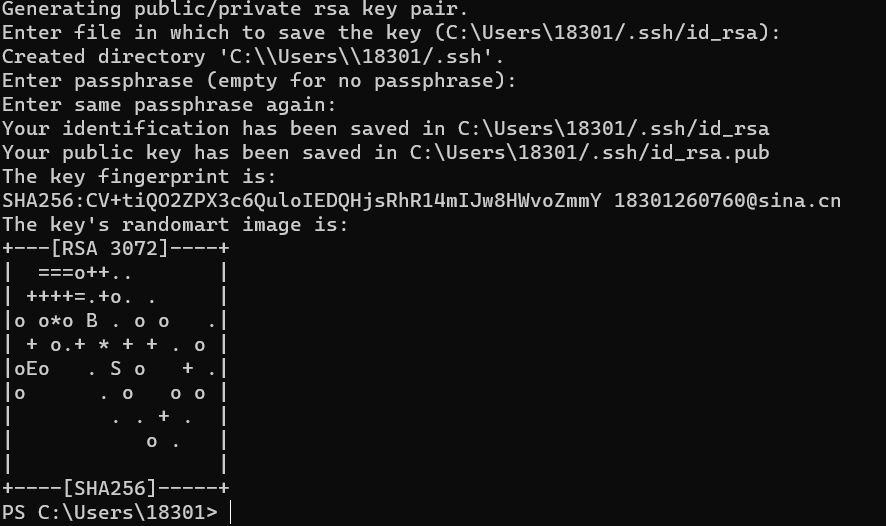 Generating public/private rsa key pair.
Enter file in which to save the key (C:\Users\18301/.ssh/id_rsa):
Created directory 'C:\\Users\\18301/.ssh'.
Enter passphrase (empty for no passphrase):
Enter same passphrase again:
Your identification has been saved in C:\Users\18301/.ssh/id_rsa
Your public key has been saved in C:\Users\18301/.ssh/id_rsa.pub
The key fingerprint is:
SHA256:CV+tiQO2ZPX3c6QuloIEDQHjsRhR14mIJw8HWvoZmmY 18301260760@sina.cn
The key's randomart image is:
+---[RSA 3072]----+
|  ===o++..       |
| ++++=.+o. .     |
|o o*o B . o o   .|
| + o.+ * + + . o |
|oEo   . S o   + .|
|o      . o   o o |
|        . . + .  |
|           o .   |
|                 |
+----[SHA256]-----+
PS C:\Users\18301>